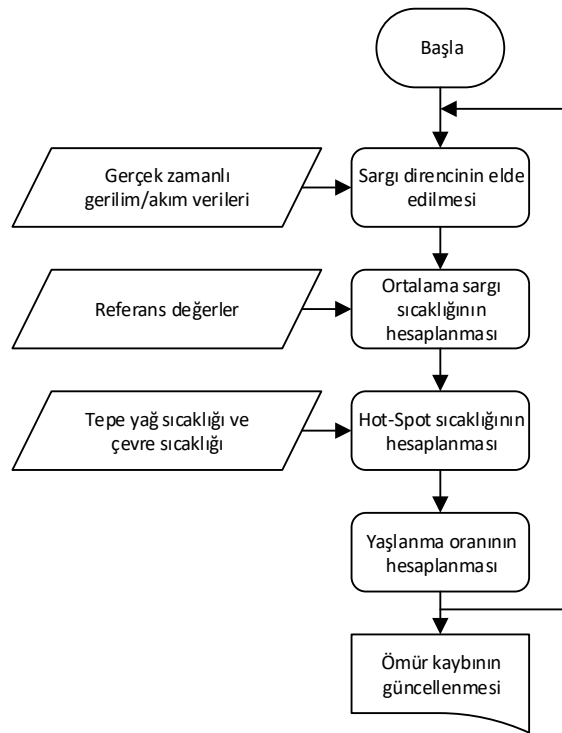 Başla
Gerçek zamanlı
gerilim/akım verileri
Sargı direncinin elde
edilmesi
Referans değerler
Ortalama sargı
sıcaklığının
hesaplanması
Tepe yağ sıcaklığı ve
çevre sıcaklığı
Hot-Spot sıcaklığının
hesaplanması
Yaşlanma oranının
hesaplanması
Ömür kaybının
güncellenmesi